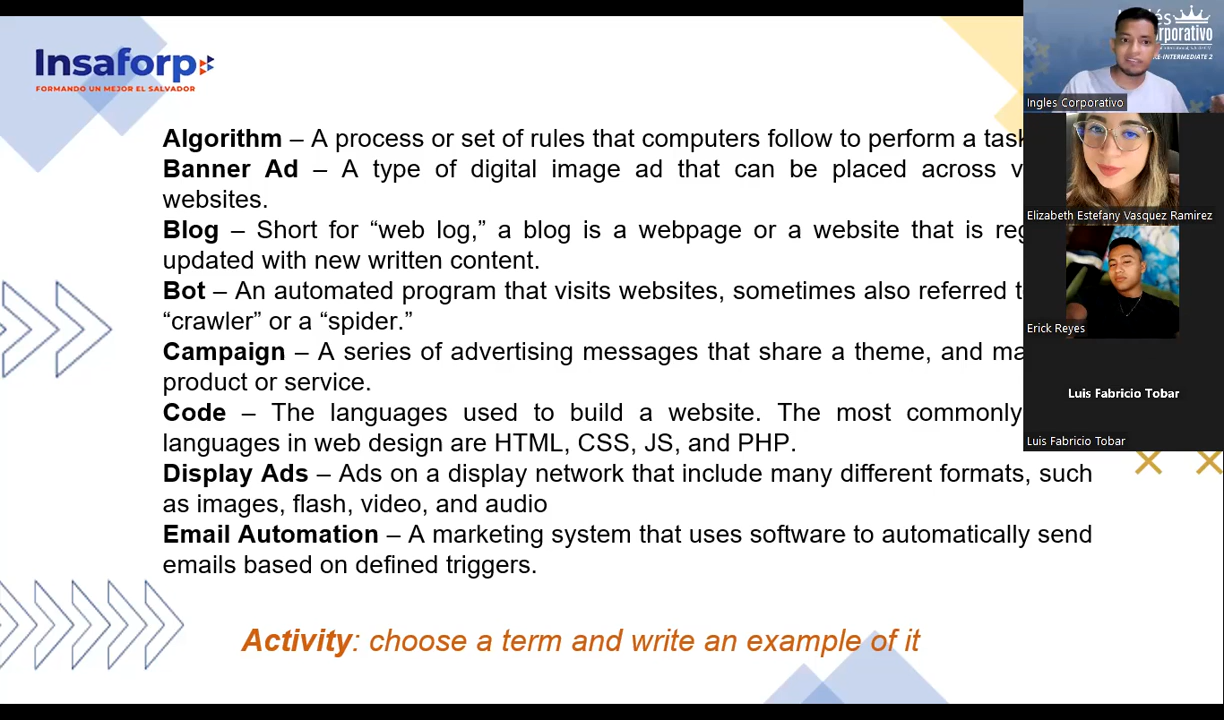 Insaforp
FORMANDO UN MEJOR EL SALVADOR
Algorithm – A process or set of rules that computers follow to perform a task
Banner Ad – A type of digital image ad that can be placed across
websites.
Blog – Short for “web log,” a blog is a webpage or a website that is
updated with new written content.
Bot – An automated program that visits websites, sometimes also referred
“crawler” or a “spider.”
Campaign – A series of advertising messages that share a theme, and
product or service.
Code – The languages used to build a website. The most commonly
languages in web design are HTML, CSS, JS, and PHP.
Display Ads – Ads on a display network that include many different formats, such
as images, flash, video, and audio
Email Automation – A marketing system that uses software to automatically send
emails based on defined triggers.
Activity: choose a term and write an example of it
Ingles Corporativo
Elizabeth Estefany Vasquez Ramirez
Erick Reyes
Luis Fabricio Tobar
Luis Fabricio Tobar